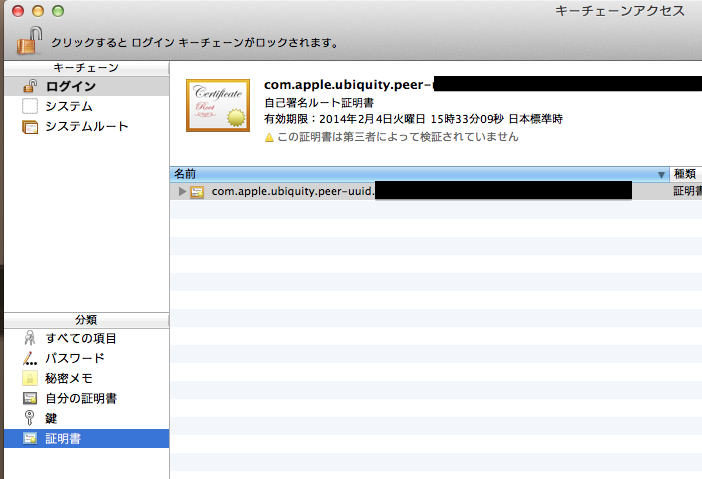 キーチェーンアクセス
クリックすると ログイン キーチェーンがロックされます。
キーチェーン
ログイン
システム
システムルート
com.apple.ubiquity.peer-
自己署名ルート証明書
有効期限：2014年2月4日火曜日 15時33分09秒 日本標準時
この証明書は第三者によって検証されていません
Certificate
Root
名前
種類
com.apple.ubiquity.peer-uuid.
証明書
分類
すべての項目
パスワード
秘密メモ
自分の証明書
鍵
証明書